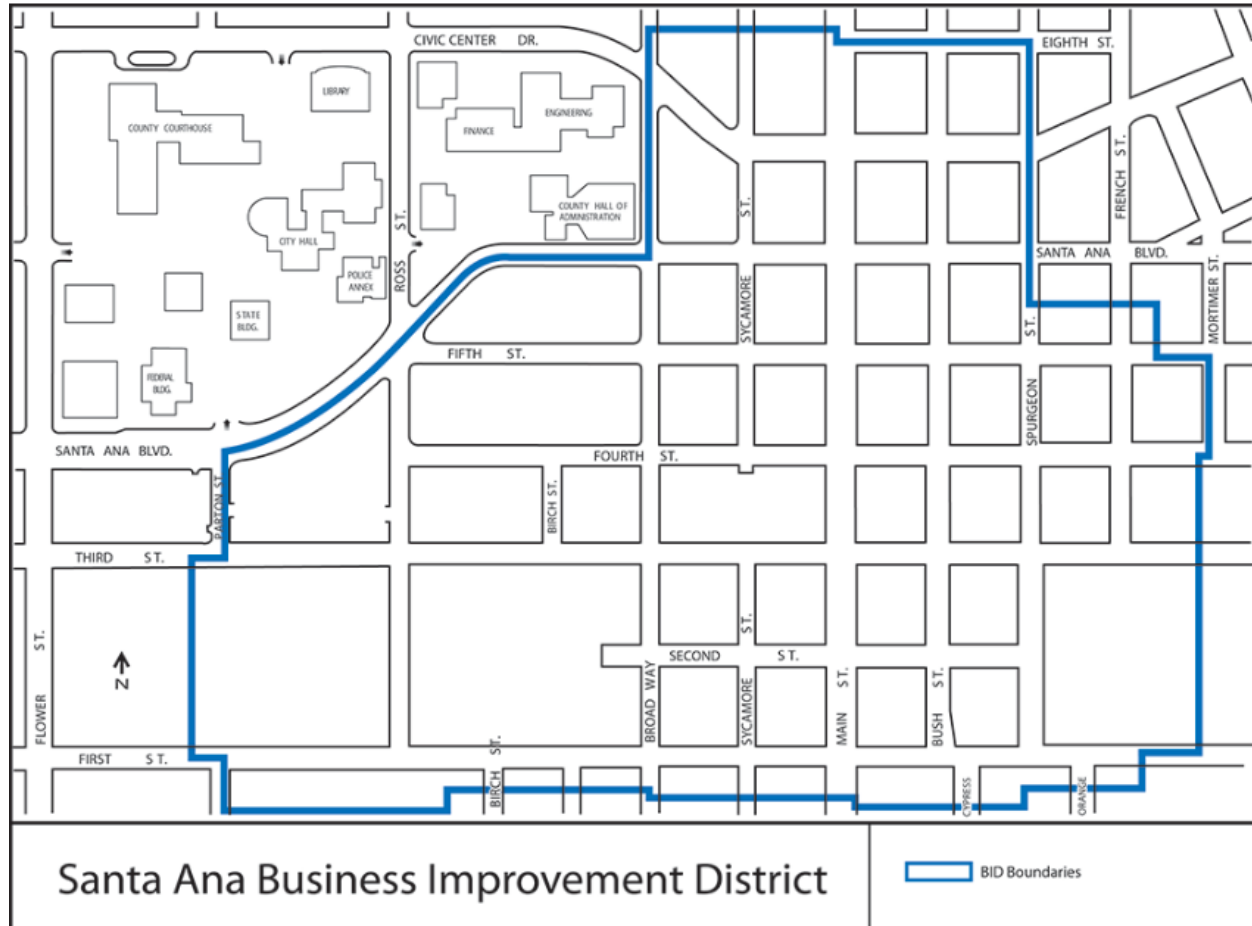 CIVIC CENTER DR.
EIGHTH ST.
LIBRARY
COUNTY COURTHOUSE
ENGINEERING
FINANCE
FRENCH ST.
ROSS ST.
COUNTY HALL OF
ADMINISTRATION
CITY HALL
SANTA ANA BLVD.
POLICE
ANNEX
SYCAMORE ST.
MORTIMER ST.
STATE
BLDG.
FIFTH ST.
FEDERAL
BLDG.
SPURGEON ST.
SANTA ANA BLVD.
FOURTH ST.
PARTON ST.
BIRCH ST.
THIRD ST.
FLOWER ST.
N
SECOND ST.
BROAD WAY
SYCAMORE ST.
MAIN ST.
BUSH ST.
FIRST ST.
BIRCH ST.
CYPRESS
ORANGE
Santa Ana Business Improvement District
BID Boundaries